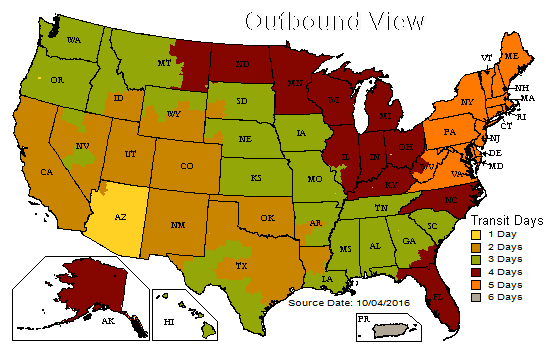 Outbound View
WA
MT
ND
MN
OR
ID
WY
SD
WI
MI
VT
ME
NH
MA
NY
RI
CT
NV
UT
CO
NE
IA
IL
IN
OH
PA
NJ
DE
MD
WV
VA
CA
KS
MO
KY
NC
TN
AZ
NM
OK
AR
SC
MS
AL
GA
TX
LA
FL
AK
HI
PR
Transit Days
1 Day
2 Days
3 Days
4 Days
5 Days
6 Days
Source Date: 10/04/2016